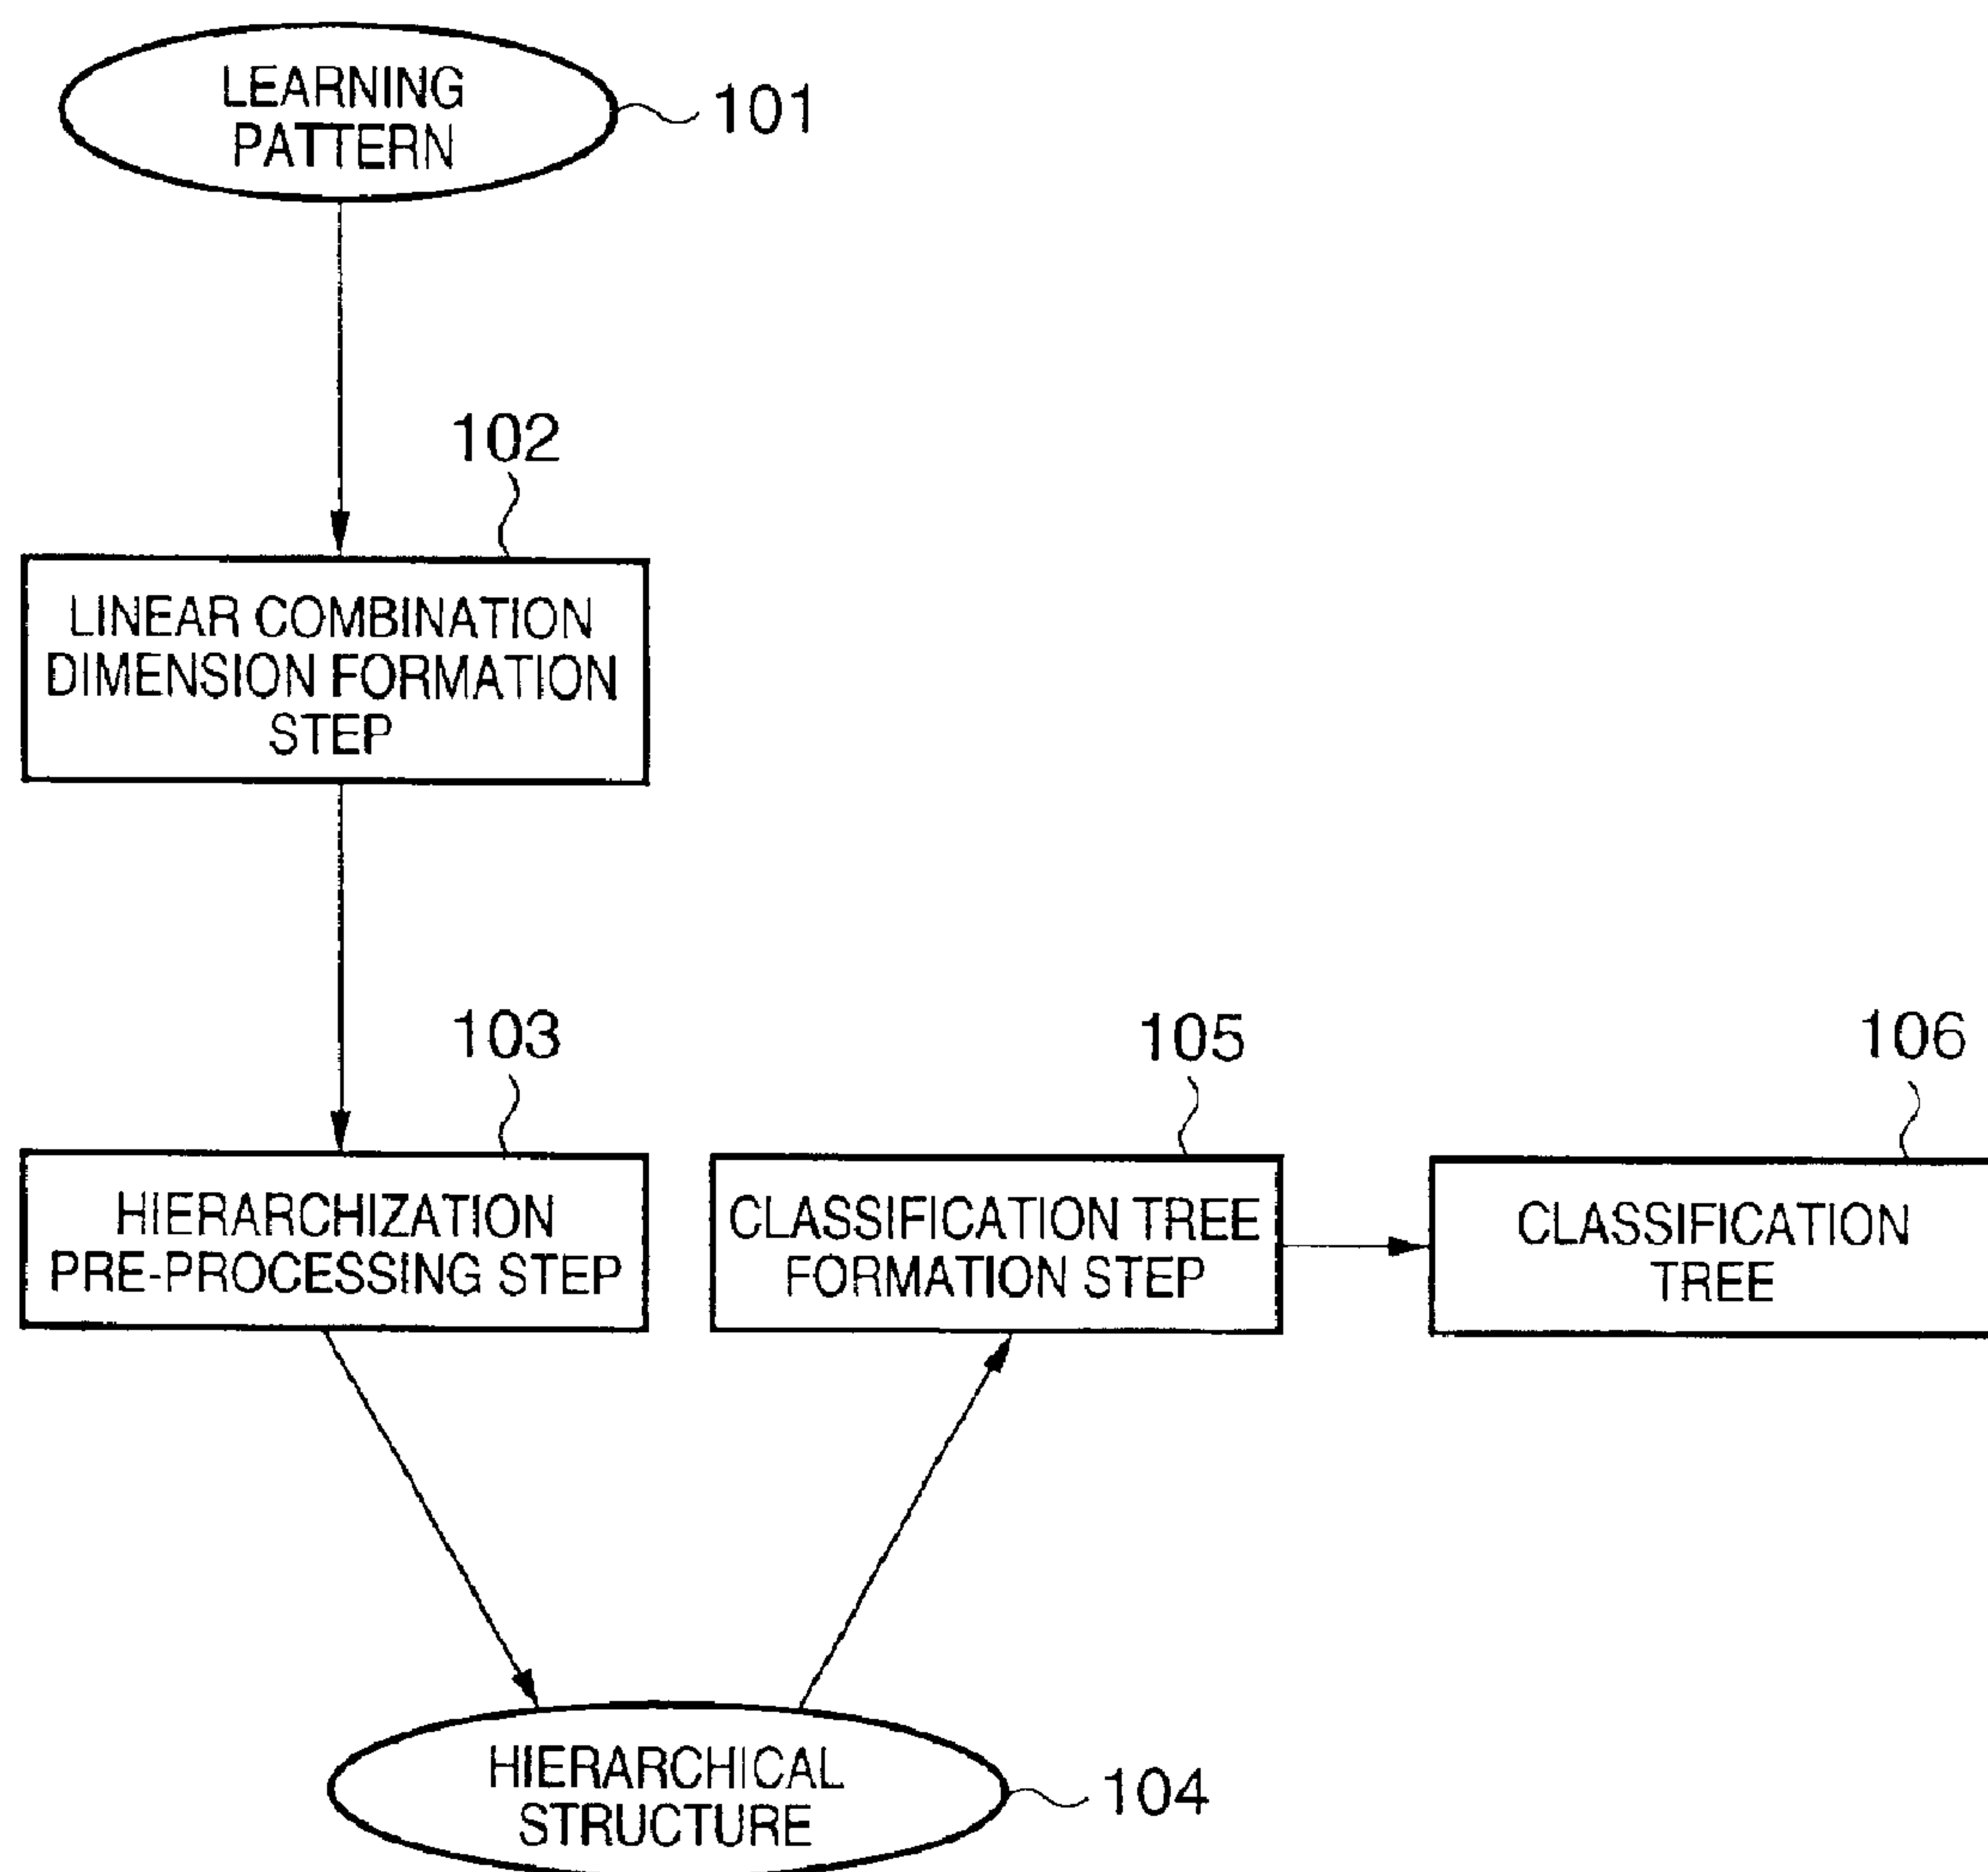 LEARNING
PATTERN
101
102
LINEAR COMBINATION
DIMENSION FORMATION
STEP
103
HIERARCHIZATION
PRE-PROCESSING STEP
105
CLASSIFICATION TREE
FORMATION STEP
106
CLASSIFICATION
TREE
HIERARCHICAL
STRUCTURE
104